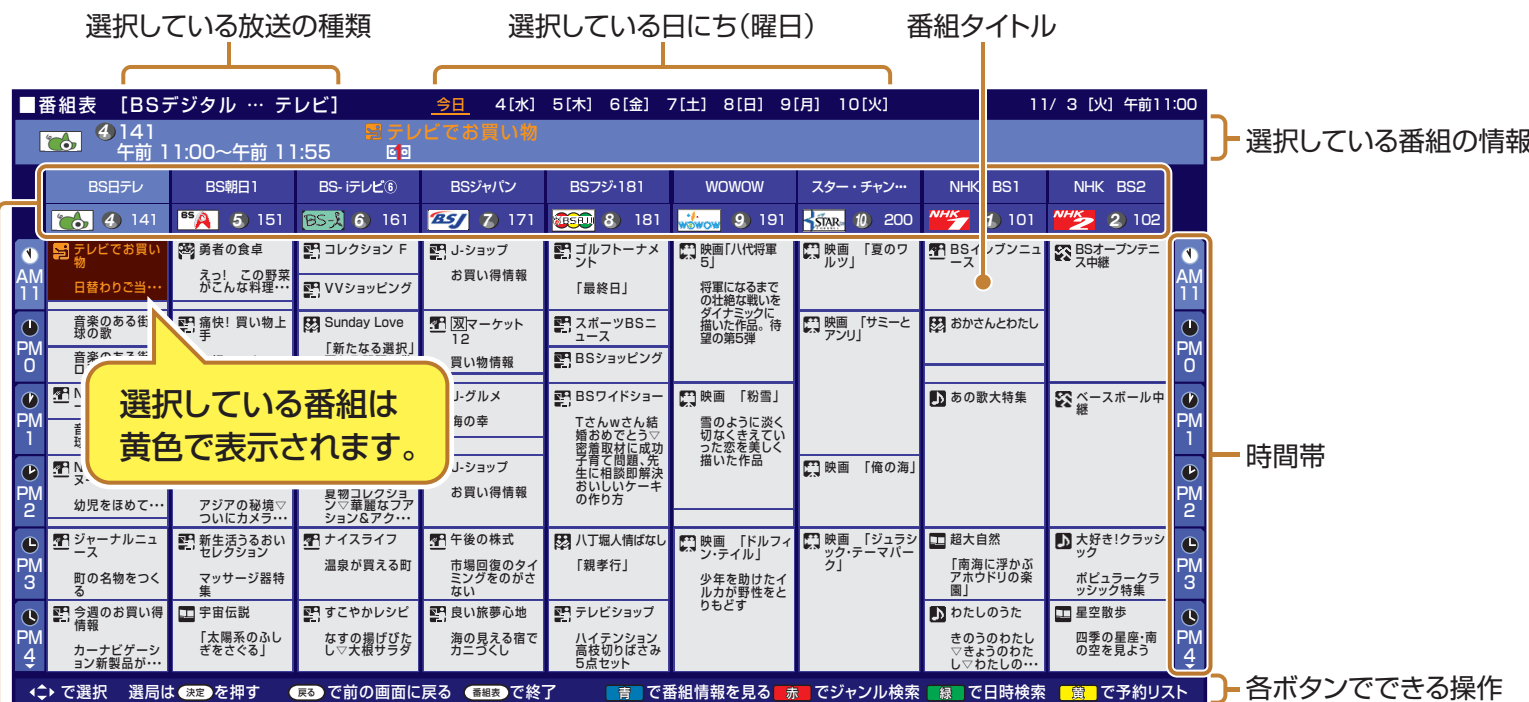 選択している放送の種類
選択している日にち(曜日)
番組タイトル
■番組表 [BSデジタル … テレビ]
今日 4[水] 5[木] 6[金] 7[土] 8[日] 9[月] 10[火]
11/ 3 [火] 午前11:00
4 141
テレビでお買い物
午前 11:00~午前 11:55
選択している番組の情報
BS日テレ BS朝日1 BS-iテレビ⑥ BSジャパン BSフジ・181 WOWOW スター・チャン… NHK BS1 NHK BS2
4 141
BS A 5 151
BS-i 6 161
BSJ 7 171
BSフジ 8 181
WOWOW 9 191
STAR 10 200
NHK 1 1 101
NHK 2 2 102
AM
11
PM
0
PM
1
PM
2
PM
3
PM
4
テレビでお買い
物
日替わりご当…
音楽のある街
球の歌
選択している番組は
黄色で表示されます。
幼児をほめて…
ジャーナルニュ
ース
町の名物をつく
る
今週のお買い得
情報
カーナビゲーシ
ョン新製品が…
勇者の食卓
えっ! この野菜
がこんな料理…
痛快! 買い物上
手
アジアの秘境▽
ついにカメラ…
新生活うるおい
セレクション
マッサージ器特
集
宇宙伝説
「太陽系のふし
ぎをさぐる」
コレクション F
VVショッピング
Sunday Love
「新たなる選択」
夏物コレクショ
ン▽華麗なフア
ション&アク…
ナイスライフ
温泉が買える町
すこやかレシピ
なすの揚げびた
し▽大根サラダ
J-ショップ
お買い得情報
双マーケット
12
買い物情報
J-グルメ
海の幸
J-ショップ
お買い得情報
午後の株式
市場回復のタイ
ミングをのがさ
ない
良い旅夢心地
海の見える宿で
カニづくし
ゴルフトーナメ
ント
「最終日」
スポーツBSニ
ュース
BSショッピング
BSワイドショー
Tさんwさん結
婚おめでとう▽
密着取材に成功
子育て問題、先
生に相談即解決
おいしいケーキ
の作り方
八丁堀人情ばなし
「親孝行」
テレビショップ
ハイテンション
高枝切りばさみ
5点セット
映画「八代将軍
5」
将軍になるまで
の壮絶な戦いを
ダイナミックに
描いた作品。待
望の第5弾
映画 「粉雪」
雪のように淡く
切なくきえてい
った恋を美しく
描いた作品
映画 「ドルフィ
ン・テイル」
少年を助けたイ
ルカが野性をと
りもどす
映画 「夏のワ
ルツ」
映画 「サミーと
アンリ」
映画 「俺の海」
映画 「ジュラシ
ック・テーマパー
ク」
BSイレブンニュ
ース
おかさんとわたし
あの歌大特集
超大自然
「南海に浮かぶ
アホウドリの楽
園」
わたしのうた
きのうのわたし
▽きょうのわた
し▽わたしの…
BSオープンテニ
ス中継
ベースボール中
継
大好き!クラッシ
ック
ポピュラークラ
ッシック特集
星空散歩
四季の星座・南
の空を見よう
AM
11
PM
0
PM
1
PM
2
PM
3
PM
4
時間帯
で選択 選局は 決定 を押す 戻る で前の画面に戻る 番組表 で終了 青 で番組情報を見る 赤 でジャンル検索 緑 で日時検索 黄 で予約リスト
各ボタンでできる操作